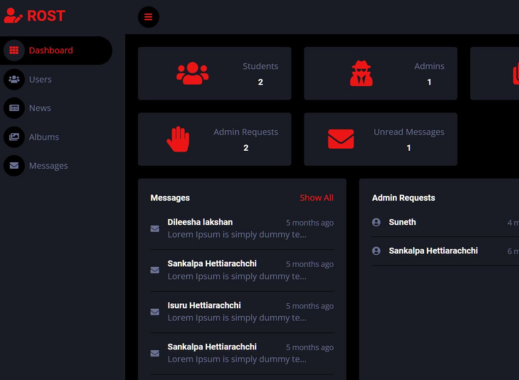 ROST
Dashboard
Users
News
Albums
Messages
Students
2
Admins
1
Admin Requests
2
Unread Messages
1
Messages
Show All
Dileesha lakshan
5 months ago
Lorem Ipsum is simply dummy te...
Sankalpa Hettiarachchi
5 months ago
Lorem Ipsum is simply dummy te...
Isuru Hettiarachchi
5 months ago
Lorem Ipsum is simply dummy te...
Sankalpa Hettiarachchi
5 months ago
Lorem Ipsum is simply dummy te...
Admin Requests
Suneth
4 m
Sankalpa Hettiarachchi
6 m